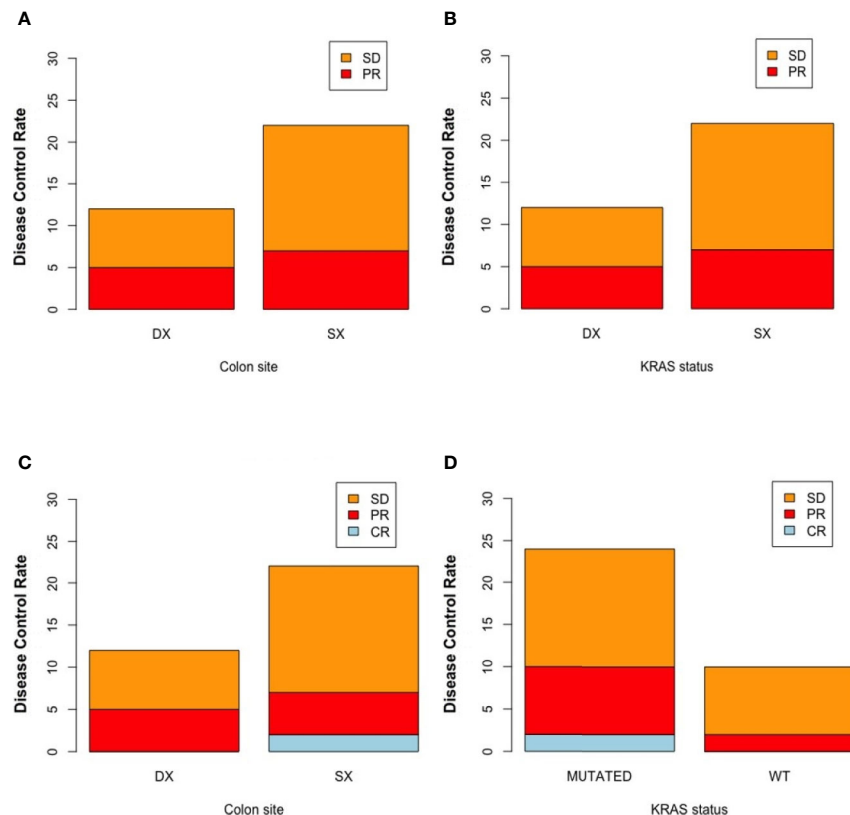 A
SD
PR
30
25
20
15
10
5
0
Disease Control Rate
DX
SX
Colon site
B
SD
PR
30
25
20
15
10
5
0
Disease Control Rate
DX
SX
KRAS status
C
SD
PR
CR
30
25
20
15
10
5
0
Disease Control Rate
DX
SX
Colon site
D
SD
PR
CR
30
25
20
15
10
5
0
Disease Control Rate
MUTATED
WT
KRAS status